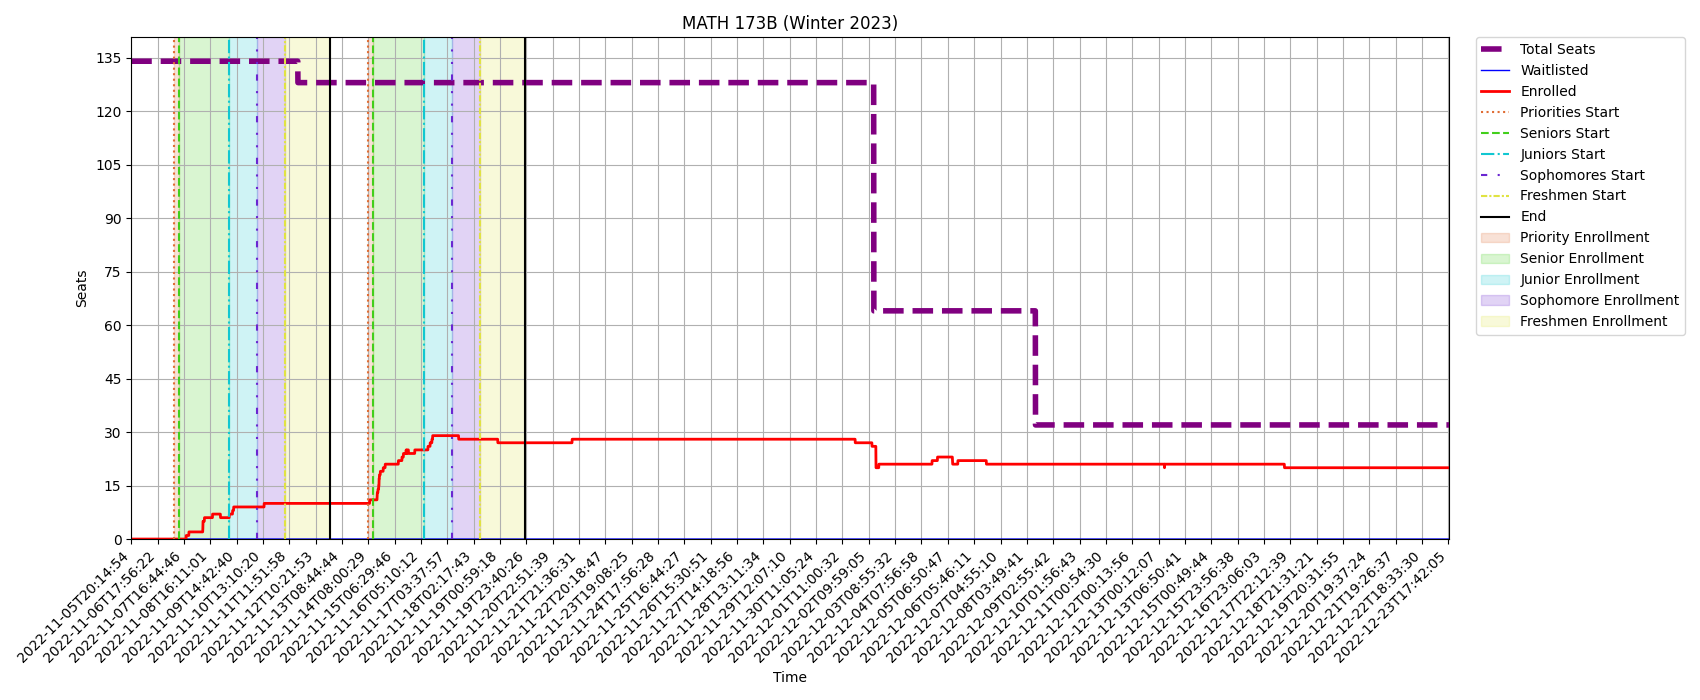 MATH 173B (Winter 2023)
Seats
135
120
105
90
75
60
45
30
15
0
2022-11-05T20:14:54
2022-11-06T17:56:22
2022-11-07T16:44:46
2022-11-08T16:11:01
2022-11-09T14:42:40
2022-11-10T13:10:20
2022-11-11T11:51:58
2022-11-12T10:21:53
2022-11-13T08:44:44
2022-11-14T08:00:29
2022-11-15T06:29:46
2022-11-16T05:10:12
2022-11-17T03:37:57
2022-11-18T02:17:43
2022-11-19T00:59:18
2022-11-19T23:40:26
2022-11-20T22:51:39
2022-11-21T21:36:31
2022-11-22T20:18:47
2022-11-23T19:08:25
2022-11-24T17:56:28
2022-11-25T16:44:27
2022-11-26T15:30:51
2022-11-27T14:18:56
2022-11-28T13:11:34
2022-11-29T12:07:10
2022-11-30T11:05:24
2022-12-01T11:00:32
2022-12-02T09:59:05
2022-12-03T08:55:32
2022-12-04T07:56:58
2022-12-05T06:50:47
2022-12-06T05:46:11
2022-12-07T04:55:10
2022-12-08T03:49:41
2022-12-09T02:55:42
2022-12-10T01:56:43
2022-12-11T00:54:30
2022-12-12T00:13:56
2022-12-13T00:12:07
2022-12-13T06:50:41
2022-12-15T00:49:44
2022-12-15T23:56:38
2022-12-16T23:06:03
2022-12-17T22:12:39
2022-12-18T21:31:21
2022-12-19T20:31:55
2022-12-20T19:37:24
2022-12-21T19:26:37
2022-12-22T18:33:30
2022-12-23T17:42:05
Time
Total Seats
Waitlisted
Enrolled
Priorities Start
Seniors Start
Juniors Start
Sophomores Start
Freshmen Start
End
Priority Enrollment
Senior Enrollment
Junior Enrollment
Sophomore Enrollment
Freshmen Enrollment